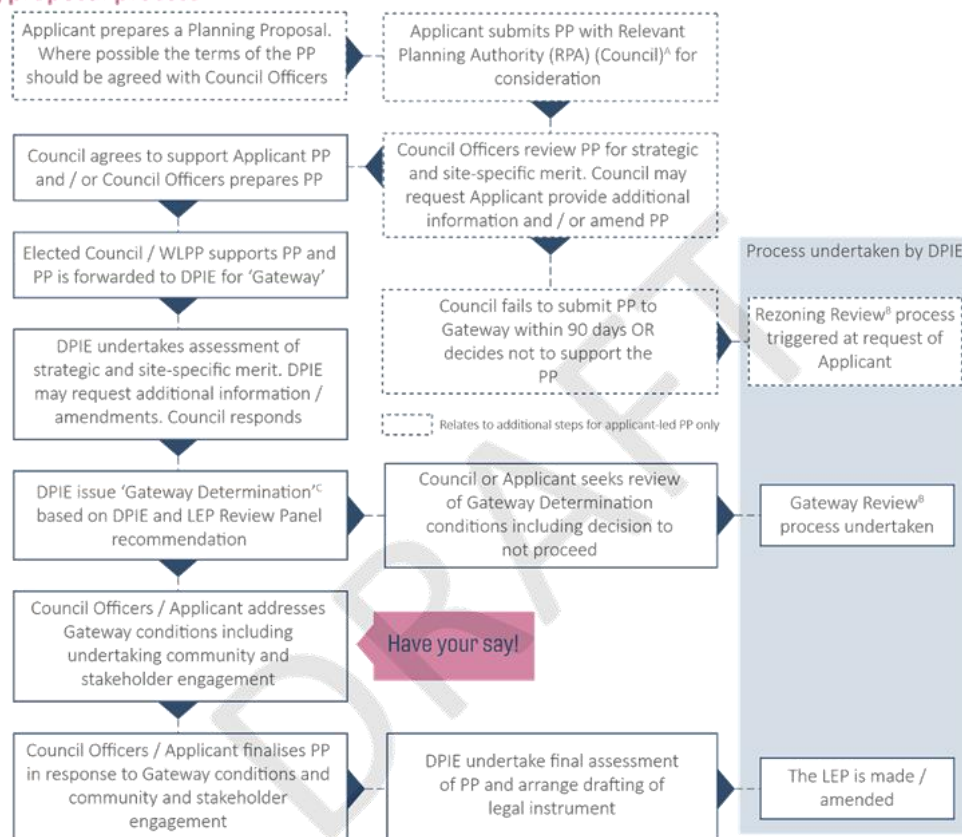 Applicant prepares a Planning Proposal.
Where possible the terms of the PP
should be agreed with Council Officers
Applicant submits PP with Relevant
Planning Authority (RPA) (Council)ᴬ for
consideration
Council agrees to support Applicant PP
and / or Council Officers prepares PP
Council Officers review PP for strategic
and site-specific merit. Council may
request Applicant provide additional
information and / or amend PP
Elected Council / WLPP supports PP and
PP is forwarded to DPIE for ‘Gateway’
Process undertaken by DPIE
Council fails to submit PP to
Gateway within 90 days OR
decides not to support the
PP
Rezoning Reviewᴮ process
triggered at request of
Applicant
DPIE undertakes assessment of
strategic and site-specific merit. DPIE
may request additional information /
amendments. Council responds
Relates to additional steps for applicant-led PP only
DPIE issue ‘Gateway Determination’ᶜ
based on DPIE and LEP Review Panel
recommendation
Council or Applicant seeks review
of Gateway Determination
conditions including decision to
not proceed
Gateway Reviewᴮ
process undertaken
Council Officers / Applicant addresses
Gateway conditions including
undertaking community and
stakeholder engagement
Have your say!
Council Officers / Applicant finalises PP
in response to Gateway conditions and
community and stakeholder
engagement
DPIE undertake final assessment
of PP and arrange drafting of
legal instrument
The LEP is made /
amended
DRAFT